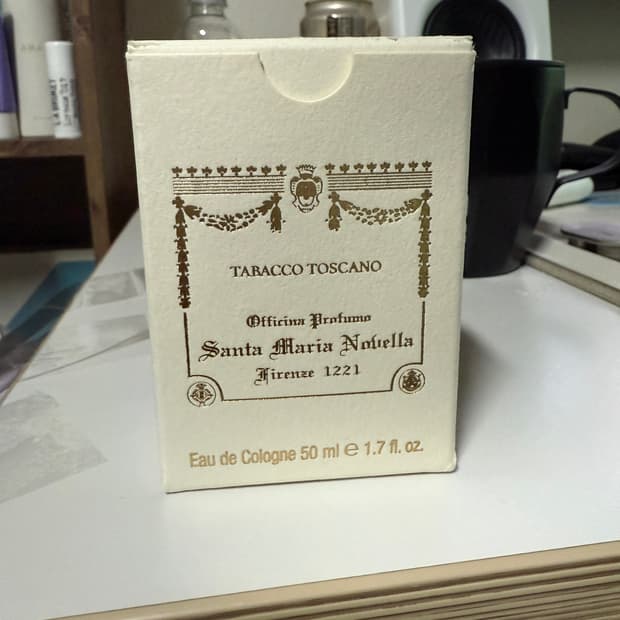 TABACCO TOSCANO
Officina Profumo
Santa Maria Novella
Firenze 1221
Eau de Cologne 50 ml e 1.7 fl. oz.